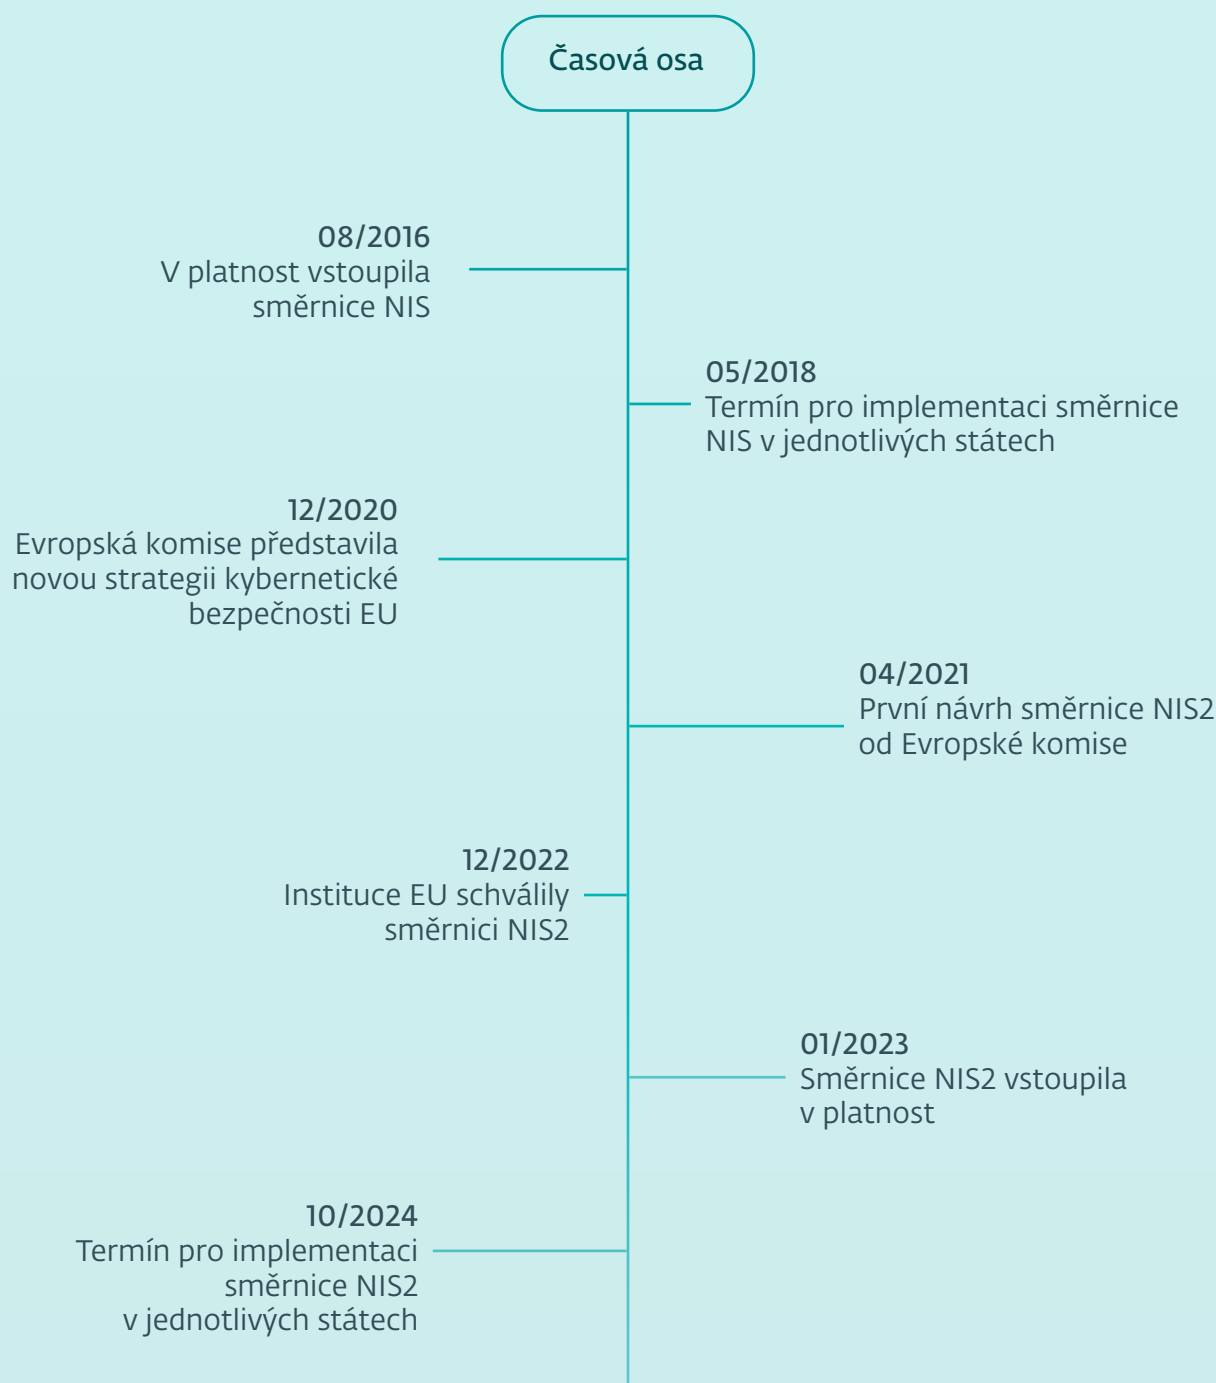 Časová osa
08/2016
V platnost vstoupila
směrnice NIS
05/2018
Termín pro implementaci směrnice
NIS v jednotlivých státech
12/2020
Evropská komise představila
novou strategii kybernetické
bezpečnosti EU
04/2021
První návrh směrnice NIS2
od Evropské komise
12/2022
Instituce EU schválily
směrnici NIS2
01/2023
Směrnice NIS2 vstoupila
v platnost
10/2024
Termín pro implementaci
směrnice NIS2
v jednotlivých státech